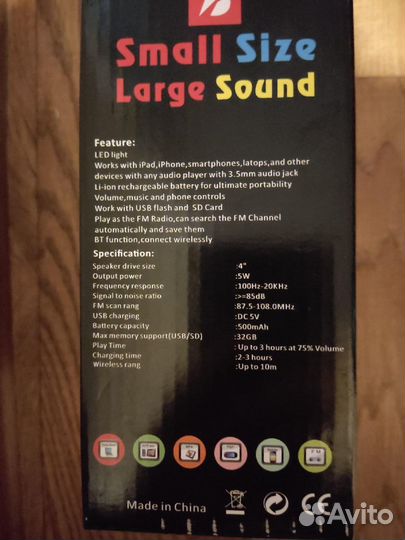 Small Size
Large Sound
Feature:
LED light
Works with iPad,iPhone,smartphones,latops,and other
devices with any audio player with 3.5mm audio jack
Li-ion rechargeable battery for ultimate portability
Volume,music and phone controls
Work with USB flash and SD Card
Play as the FM Radio,can search the FM Channel
automatically and save them
BT function,connect wirelessly
Specification:
Speaker drive size :4"
Output power :5W
Frequency response :100Hz-20KHz
Signal to noise ratio :>=85dB
FM scan rang :87.5-108.0MHz
USB charging :DC 5V
Battery capacity :500mAh
Max memory support(USB/SD) :32GB
Play Time :Up to 3 hours at 75% Volume
Charging time :2-3 hours
Wireless rang :Up to 10m
FM
Made in China CE
Avito